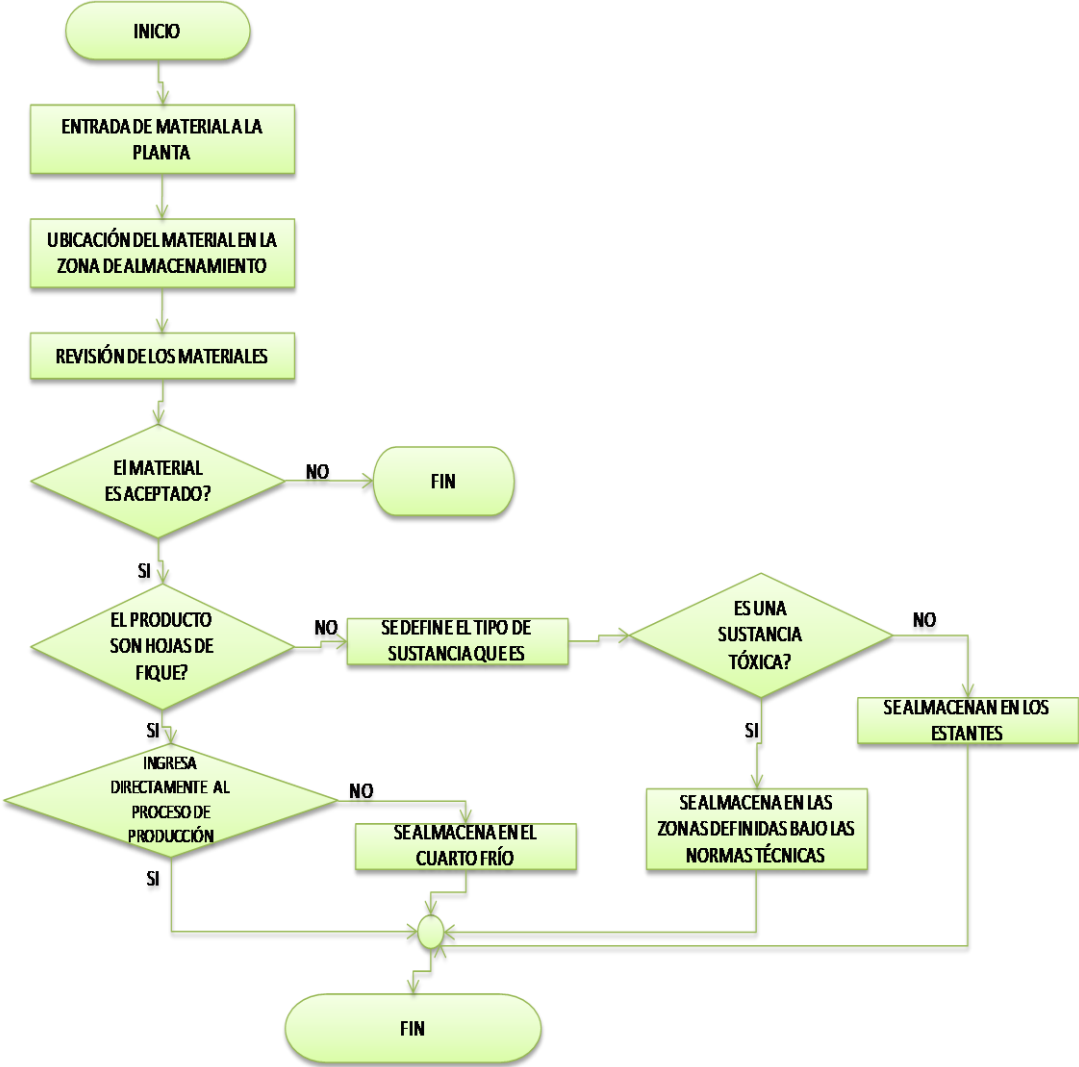 INICIO
ENTRADA DE MATERIAL A LA
PLANTA
UBICACIÓN DEL MATERIAL EN LA
ZONA DE ALMACENAMIENTO
REVISIÓN DE LOS MATERIALES
El MATERIAL
ES ACEPTADO?
NO
FIN
SI
EL PRODUCTO
SON HOJAS DE
FIQUE?
NO
SE DEFINE EL TIPO DE
SUSTANCIA QUE ES
ES UNA
SUSTANCIA
TÓXICA?
NO
SE ALMACENAN EN LOS
ESTANTES
SI
SE ALMACENA EN LAS
ZONAS DEFINIDAS BAJO LAS
NORMAS TÉCNICAS
SI
INGRESA
DIRECTAMENTE AL
PROCESO DE
PRODUCCIÓN
NO
SE ALMACENA EN EL
CUARTO FRÍO
SI
FIN